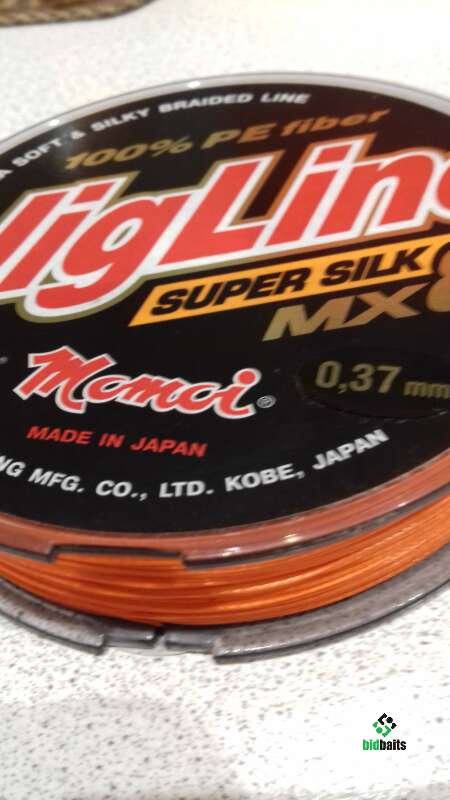 A SOFT & SILKY BRAIDED LINE
100% PE fiber
JigLine
SUPER SILK
MX8
Momoi®
0,37 mm
MADE IN JAPAN
NG MFG. CO., LTD. KOBE, JAPAN
bidbaits